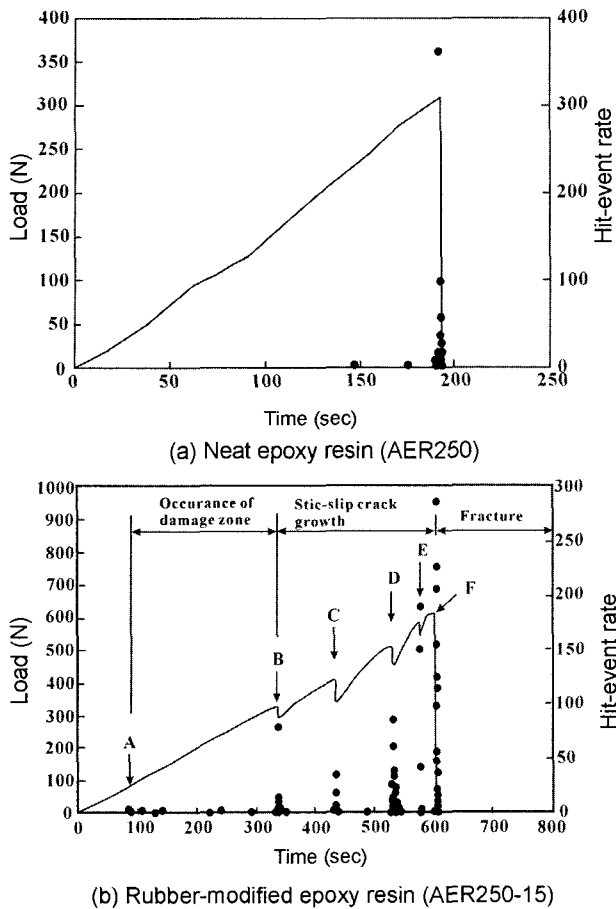 400
350
300
250
200
150
100
50
0
Load (N)
400
300
200
100
0
Hit-event rate
0
50
100
150
200
250
Time (sec)
(a) Neat epoxy resin (AER250)
1000
900
800
700
600
500
400
300
200
100
0
Load (N)
300
250
200
150
100
50
0
Hit-event rate
Occurance of
damage zone
Stic-slip crack
growth
Fracture
A
B
C
D
E
F
0
100
200
300
400
500
600
700
800
Time (sec)
(b) Rubber-modified epoxy resin (AER250-15)